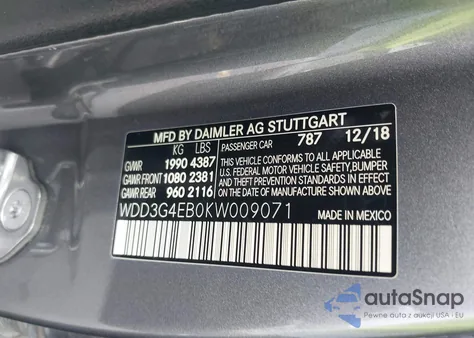 MFD BY DAIMLER AG STUTTGART
KG LBS PASSENGER CAR 787 12/18
GVWR 1990 4387
GAWR FRONT 1080 2381
GAWR REAR 960 2116
THIS VEHICLE CONFORMS TO ALL APPLICABLE
U.S. FEDERAL MOTOR VEHICLE SAFETY, BUMPER
AND THEFT PREVENTION STANDARDS IN EFFECT
ON THE DATE OF MANUFACTURE SHOWN ABOVE.
WDD3G4EB0KW009071 MADE IN MEXICO
autoSnap
Pewne auta z aukcji USA i EU